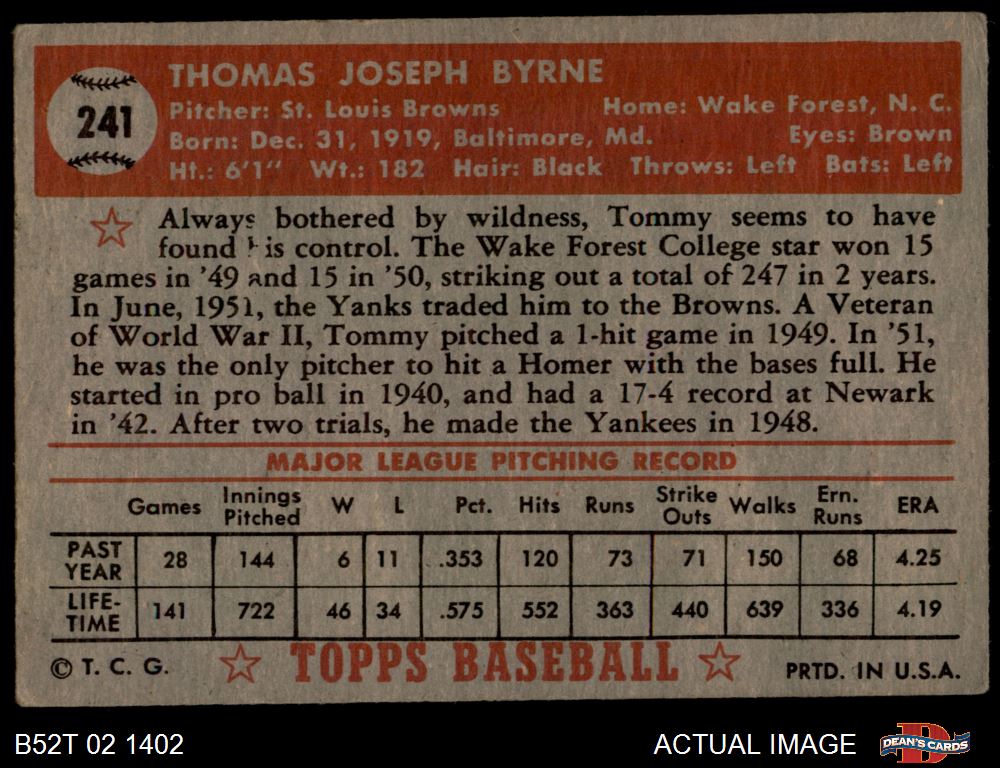 241
THOMAS JOSEPH BYRNE
Pitcher: St. Louis Browns Home: Wake Forest, N. C.
Born: Dec. 31, 1919, Baltimore, Md. Eyes: Brown
Ht.: 6'1" Wt.: 182 Hair: Black Throws: Left Bats: Left
Always bothered by wildness, Tommy seems to have
found his control. The Wake Forest College star won 15
games in '49 and 15 in '50, striking out a total of 247 in 2 years.
In June, 1951, the Yanks traded him to the Browns. A Veteran
of World War II, Tommy pitched a 1-hit game in 1949. In '51,
he was the only pitcher to hit a Homer with the bases full. He
started in pro ball in 1940, and had a 17-4 record at Newark
in '42. After two trials, he made the Yankees in 1948.
MAJOR LEAGUE PITCHING RECORD
Games Innings Pitched W L Pct. Hits Runs Strike Outs Walks Ern. Runs ERA
PAST YEAR 28 144 6 11 .353 120 73 71 150 68 4.25
LIFE-TIME 141 722 46 34 .575 552 363 440 639 336 4.19
© T. C. G. TOPPS BASEBALL PRTD. IN U.S.A.
B52T 02 1402 ACTUAL IMAGE DEAN'S CARDS